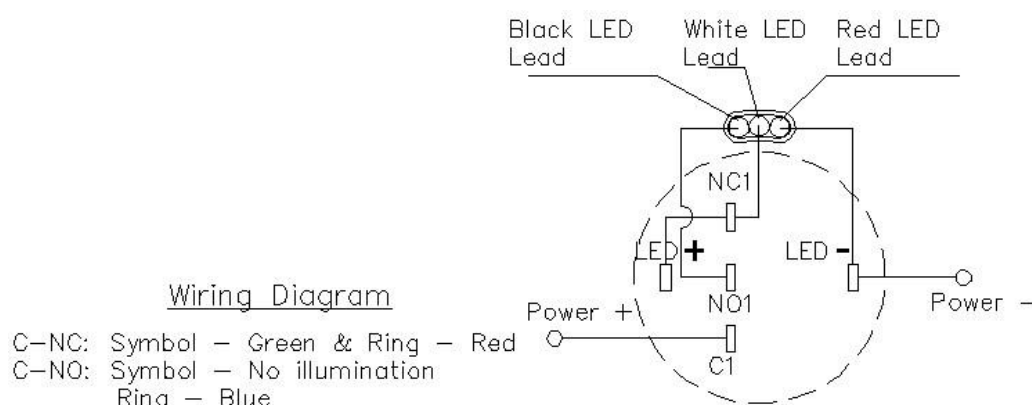 Black LED
Lead
White LED
Lead
Red LED
Lead
NC1
LED +
LED -
NO1
Power +
Power -
C1
Wiring Diagram
C-NC: Symbol - Green & Ring - Red
C-NO: Symbol - No illumination
Ring - Blue